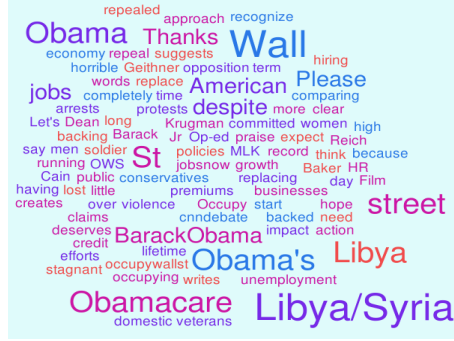 repealed
approach recognize
Obama Thanks Wall
economy repeal suggests hiring
horrible Geithner opposition term
words replace American Please
jobs completely time comparing
arrests protests despite more clear
Let's Dean long Krugman committed women high
backing Barack Jr Op-ed praise expect Reich
say men soldier St policies MLK record think because
running OWS jobsnow growth Baker HR
Cain public conservatives replacing day Film
having lost little premiums businesses street
creates over violence Occupy start hope
claims cnndebate backed need
deserves BarackObama impact action
credit
efforts lifetime Obama's Libya
stagnant occupywallst
occupying writes unemployment
Obamacare Libya/Syria
domestic veterans